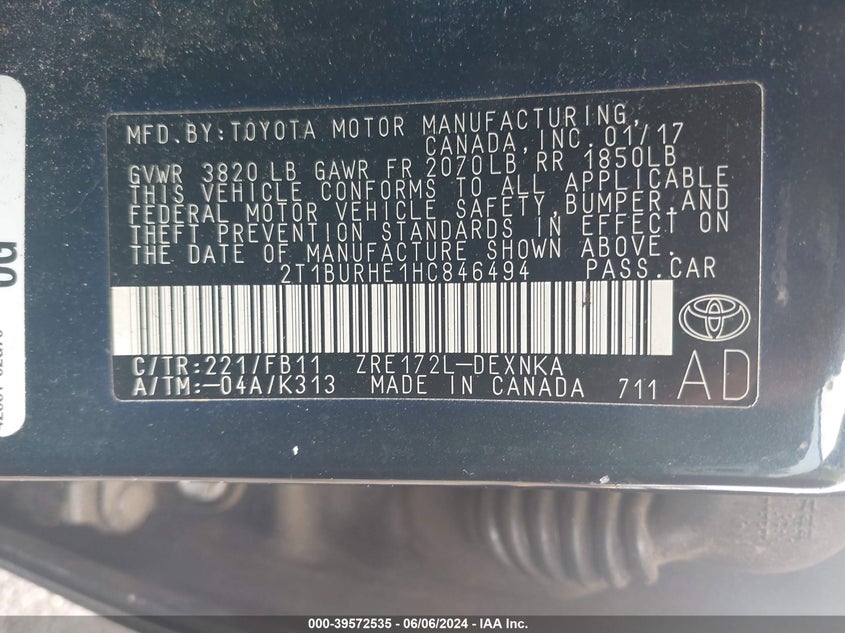 MFD. BY: TOYOTA MOTOR MANUFACTURING,
CANADA, INC. 01/17
GVWR 3820 LB GAWR FR 2070LB RR 1850LB
THIS VEHICLE CONFORMS TO ALL APPLICABLE
FEDERAL MOTOR VEHICLE SAFETY, BUMPER, AND
THEFT PREVENTION STANDARDS IN EFFECT ON
THE DATE OF MANUFACTURE SHOWN ABOVE.
2T1BURHE1HC846494 PASS. CAR
C/TR: 221/FB11 ZRE172L-DEXNKA
A/TM: -04A/K313 MADE IN CANADA 711
AD
000-39572535 - 06/06/2024 - IAA Inc.